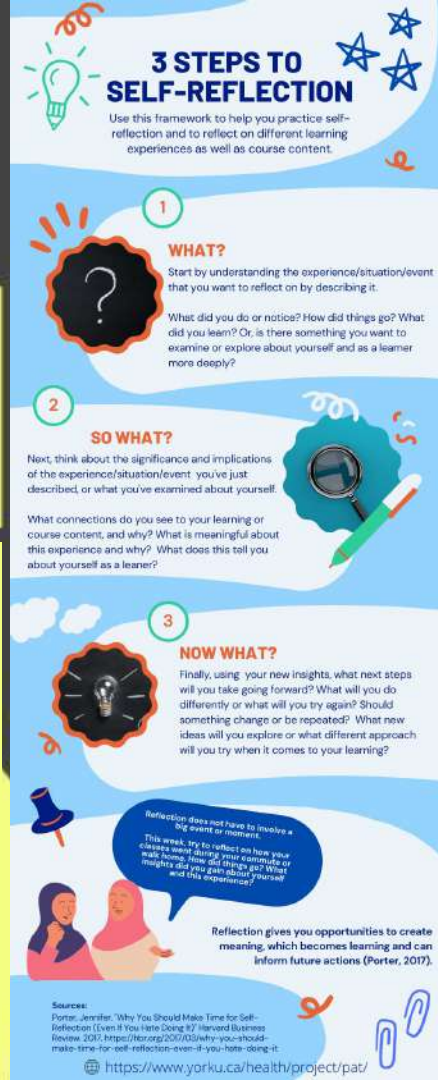 3 STEPS TO
SELF-REFLECTION
Use this framework to help you practice self-
reflection and to reflect on different learning
experiences as well as course content.
1
WHAT?
Start by understanding the experience/situation/event
that you want to reflect on by describing it.
What did you do or notice? How did things go? What
did you learn? Or, is there something you want to
examine or explore about yourself and as a learner
more deeply?
2
SO WHAT?
Next, think about the significance and implications
of the experience/situation/event you've just
described, or what you've examined about yourself.
What connections do you see to your learning or
course content, and why? What is meaningful about
this experience and why? What does this tell you
about yourself as a leaner?
3
NOW WHAT?
Finally, using your new insights, what next steps
will you take going forward? What will you do
differently or what will you try again? Should
something change or be repeated? What new
ideas will you explore or what different approach
will you try when it comes to your learning?
Reflection does not have to involve a
big event or moment.
This week, try to reflect on how your
classes went during your commute or
walk home. How did things go? What
insights did you gain about yourself
and this experience?
Reflection gives you opportunities to create
meaning, which becomes learning and can
inform future actions (Porter, 2017).
Sources:
Porter, Jennifer. "Why You Should Make Time for Self-
Reflection (Even If You Hate Doing It)" Harvard Business
Review. 2017. https://hbr.org/2017/03/why-you-should-
make-time-for-self-reflection-even-if-you-hate-doing-it
https://www.yorku.ca/health/project/pat/